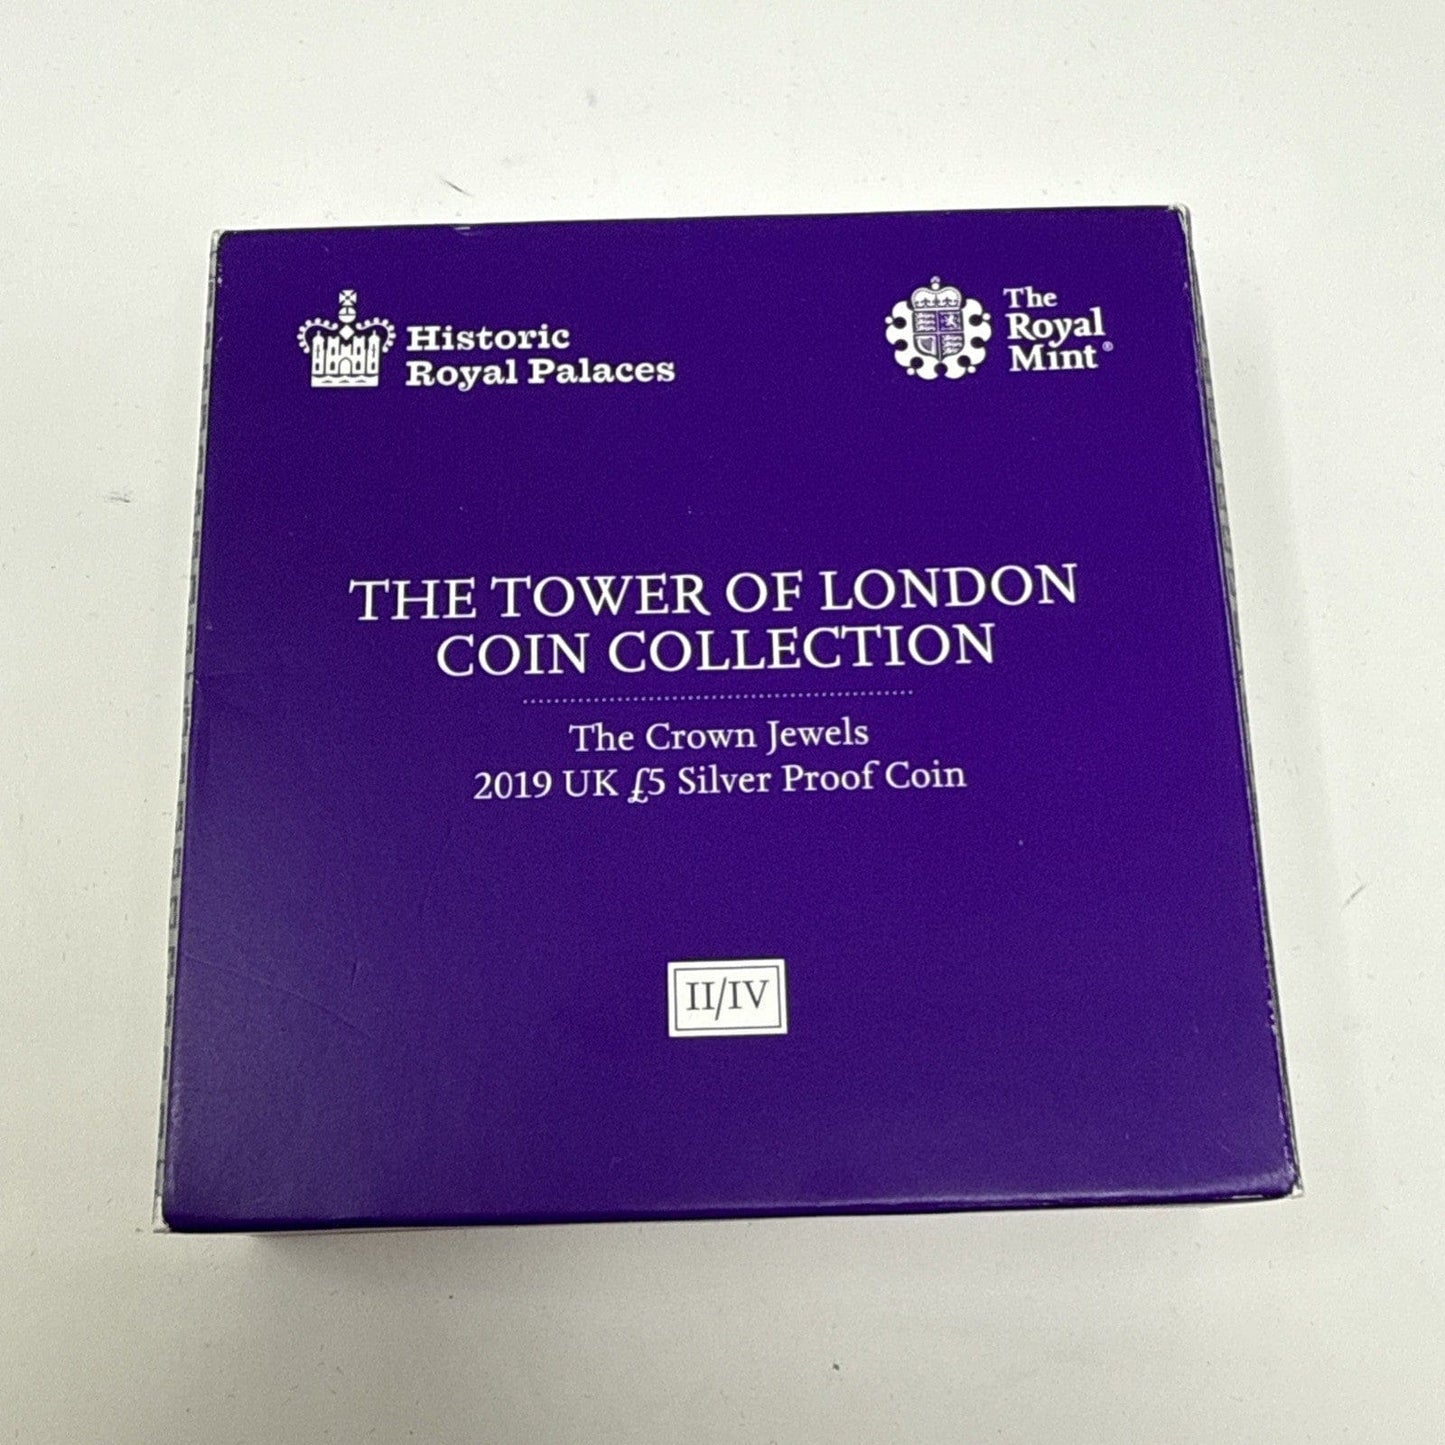 Historic
Royal Palaces
The
Royal
Mint®
THE TOWER OF LONDON
COIN COLLECTION
The Crown Jewels
2019 UK £5 Silver Proof Coin
II/IV